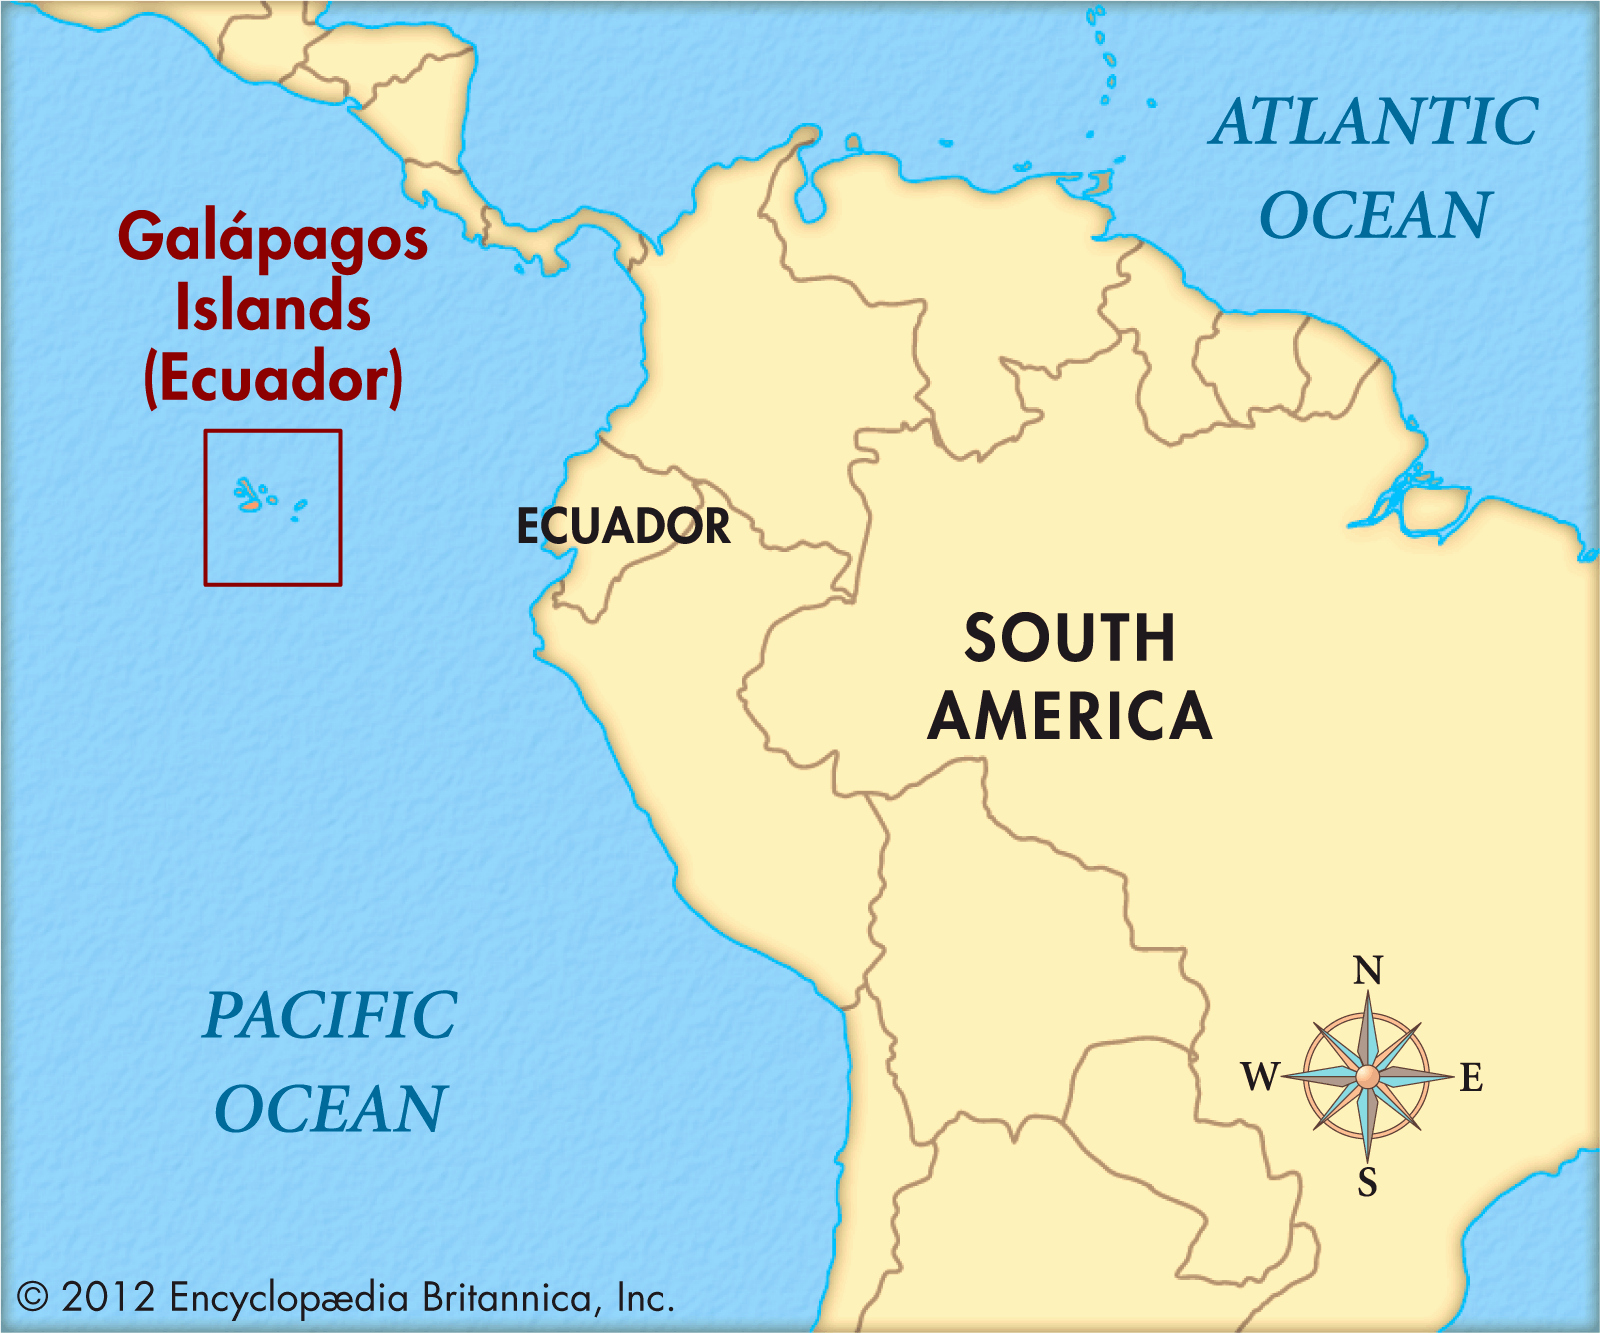 ATLANTIC
OCEAN
Galápagos
Islands
(Ecuador)
ECUADOR
SOUTH
AMERICA
PACIFIC
OCEAN
N
W
E
S
© 2012 Encyclopædia Britannica, Inc.